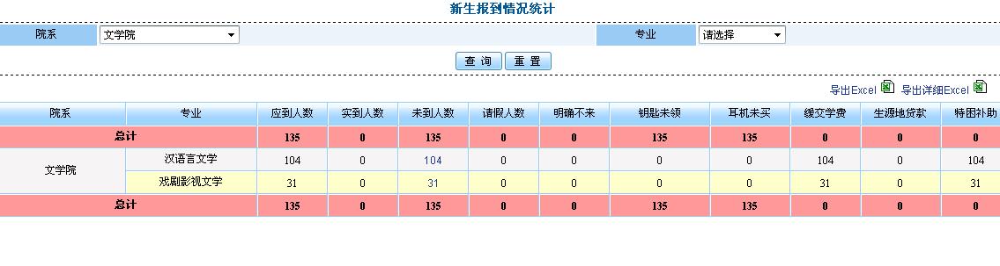 新生报到情况统计
院系 文学院 专业 请选择
查 询 重 置
导出Excel 导出详细Excel
院系 专业 应到人数 实到人数 未到人数 请假人数 明确不来 钥匙未领 耳机未买 缓交学费 生源地贷款 特困补助
总计 135 0 135 0 0 135 135 0 0 0
文学院 汉语言文学 104 0 104 0 0 0 0 104 0 104
戏剧影视文学 31 0 31 0 0 0 0 31 0 31
总计 135 0 135 0 0 135 135 0 0 0